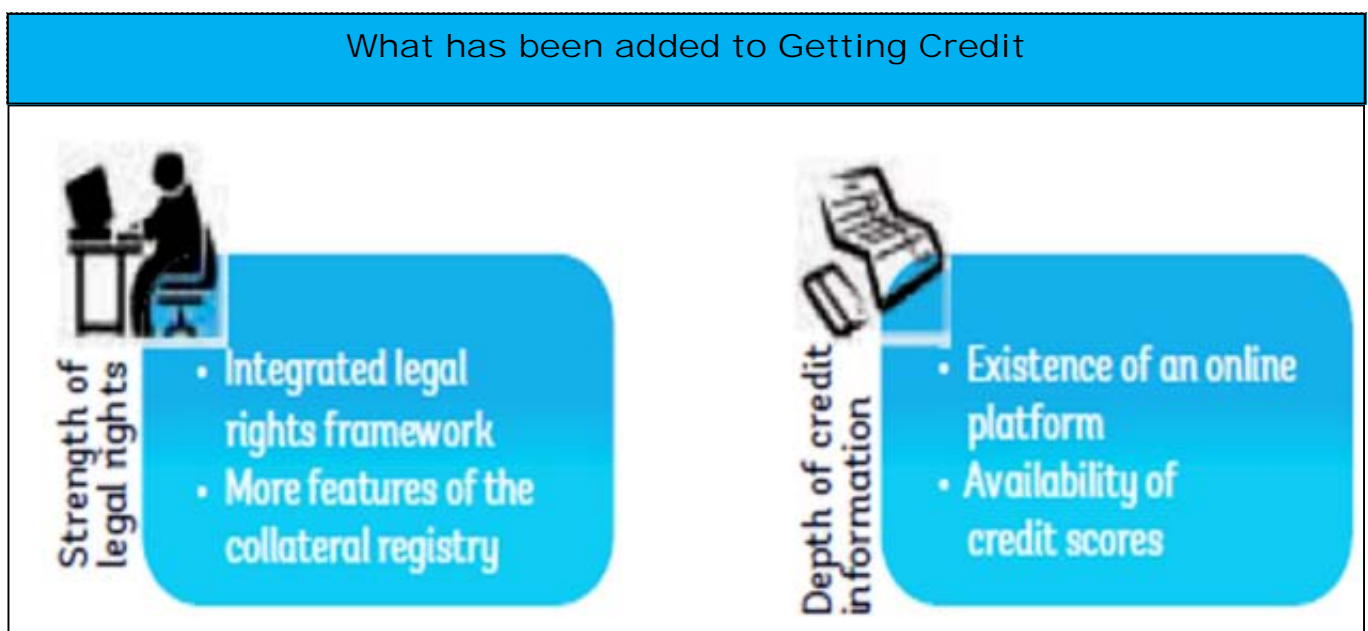 What has been added to Getting Credit
Strength of
legal rights
• Integrated legal
rights framework
• More features of the
collateral registry
Depth of credit
information
• Existence of an online
platform
• Availability of
credit scores